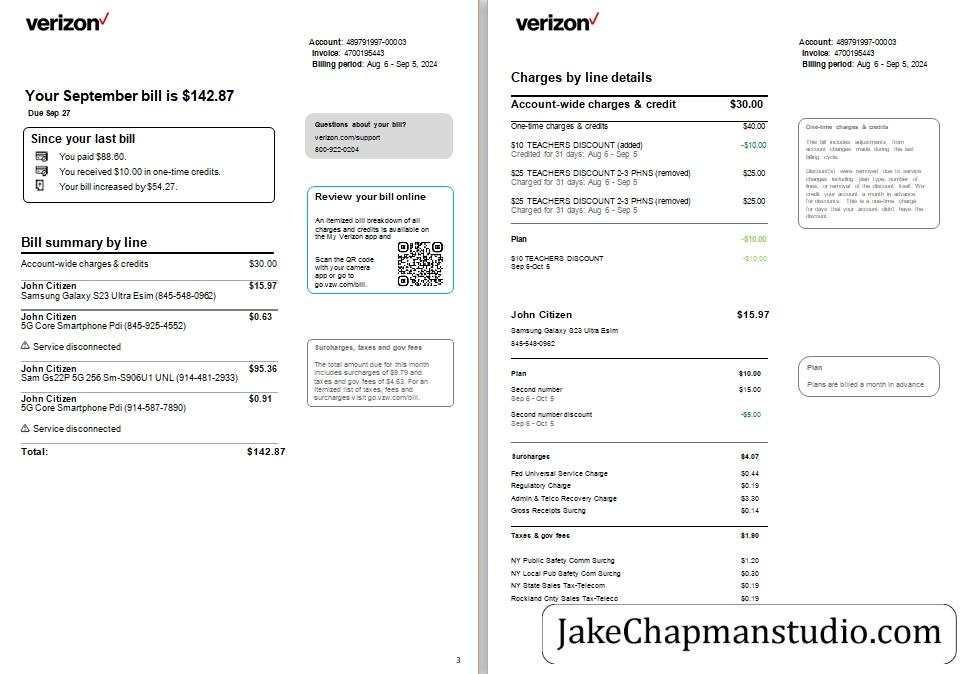 verizon
Account: 489791997-00003
Invoice: 4700195443
Billing period: Aug 6 - Sep 5, 2024
Your September bill is $142.87
Due Sep 27
Since your last bill
You paid $88.60.
You received $10.00 in one-time credits.
Your bill increased by $54.27.
Questions about your bill?
verizon.com/support
800-922-0204
Review your bill online
An itemized bill breakdown of all
charges and credits is available on
the My Verizon app and
Scan the QR code
with your camera
app or go to
go.vzw.com/bill.
Bill summary by line
Account-wide charges & credits $30.00
John Citizen $15.97
Samsung Galaxy S23 Ultra Esim (845-548-0962)
John Citizen $0.63
5G Core Smartphone Pdi (845-925-4552)
Service disconnected
John Citizen $95.36
Sam Gs22P 5G 256 Sm-S906U1 UNL (914-481-2933)
John Citizen $0.91
5G Core Smartphone Pdi (914-587-7890)
Service disconnected
Total: $142.87
Surcharges, taxes and gov fees
The total amount due for this month
includes surcharges of $9.79 and
taxes and gov fees of $4.63. For an
itemized list of taxes, fees and
surcharges visit go.vzw.com/bill.
3
verizon
Account: 489791997-00003
Invoice: 4700195443
Billing period: Aug 6 - Sep 5, 2024
Charges by line details
Account-wide charges & credit $30.00
One-time charges & credits $40.00
$10 TEACHERS DISCOUNT (added) -$10.00
Credited for 31 days: Aug 6 - Sep 5
$25 TEACHERS DISCOUNT 2-3 PHNS (removed) $25.00
Charged for 31 days: Aug 6 - Sep 5
$25 TEACHERS DISCOUNT 2-3 PHNS (removed) $25.00
Charged for 31 days: Aug 6 - Sep 5
Plan -$10.00
$10 TEACHERS DISCOUNT -$10.00
Sep 6-Oct 5
One-time charges & credits
This bill includes adjustments from
account changes made during the last
billing cycle.
Discount(s) were removed due to service
changes including plan type, number of
lines, or removal of the discount itself. We
credit your account a month in advance
for discounts. This is a one-time charge
for days that your account didn't have the
discount.
John Citizen $15.97
Samsung Galaxy S23 Ultra Esim
845-548-0962
Plan $10.00
Second number $15.00
Sep 6 - Oct 5
Second number discount -$5.00
Sep 6 - Oct 5
Plan
Plans are billed a month in advance.
Surcharges $4.07
Fed Universal Service Charge $0.44
Regulatory Charge $0.19
Admin & Telco Recovery Charge $3.30
Gross Receipts Surchg $0.14
Taxes & gov fees $1.90
NY Public Safety Comm Surchg $1.20
NY Local Pub Safety Com Surchg $0.30
NY State Sales Tax-Telecom $0.19
Rockland Cnty Sales Tax-Teleco $0.19
JakeChapmanstudio.com